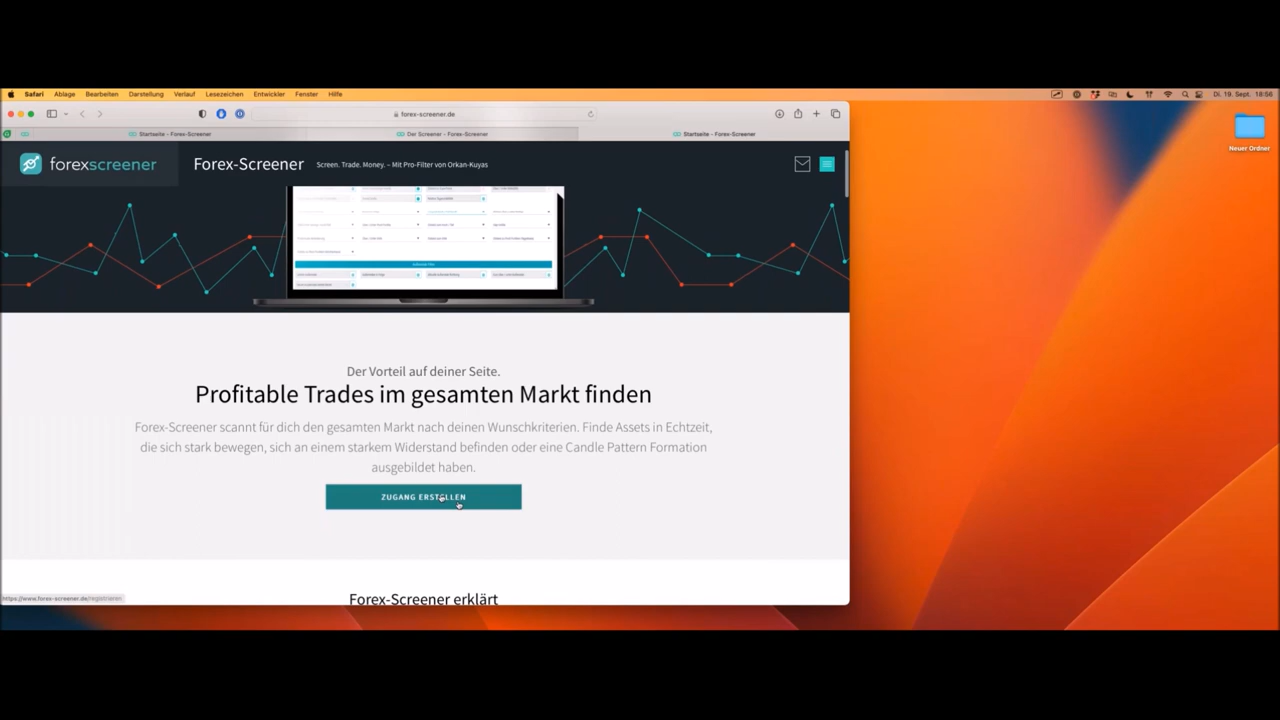 Safari Ablage Bearbeiten Darstellung Verlauf Lesezeichen Entwickler Fenster Hilfe
Di. 19. Sept. 18:56
forex-screener.de
Startseite - Forex-Screener
Der Screener - Forex-Screener
Startseite - Forex-Screener
forexscreener
Forex-Screener
Screen. Trade. Money. – Mit Pro-Filter von Orkan-Kuyas
Neuer Ordner
Der Vorteil auf deiner Seite.
Profitable Trades im gesamten Markt finden
Forex-Screener scannt für dich den gesamten Markt nach deinen Wunschkriterien. Finde Assets in Echtzeit,
die sich stark bewegen, sich an einem starkem Widerstand befinden oder eine Candle Pattern Formation
ausgebildet haben.
ZUGANG ERSTELLEN
https://www.forex-screener.de/registrieren
Forex-Screener erklärt